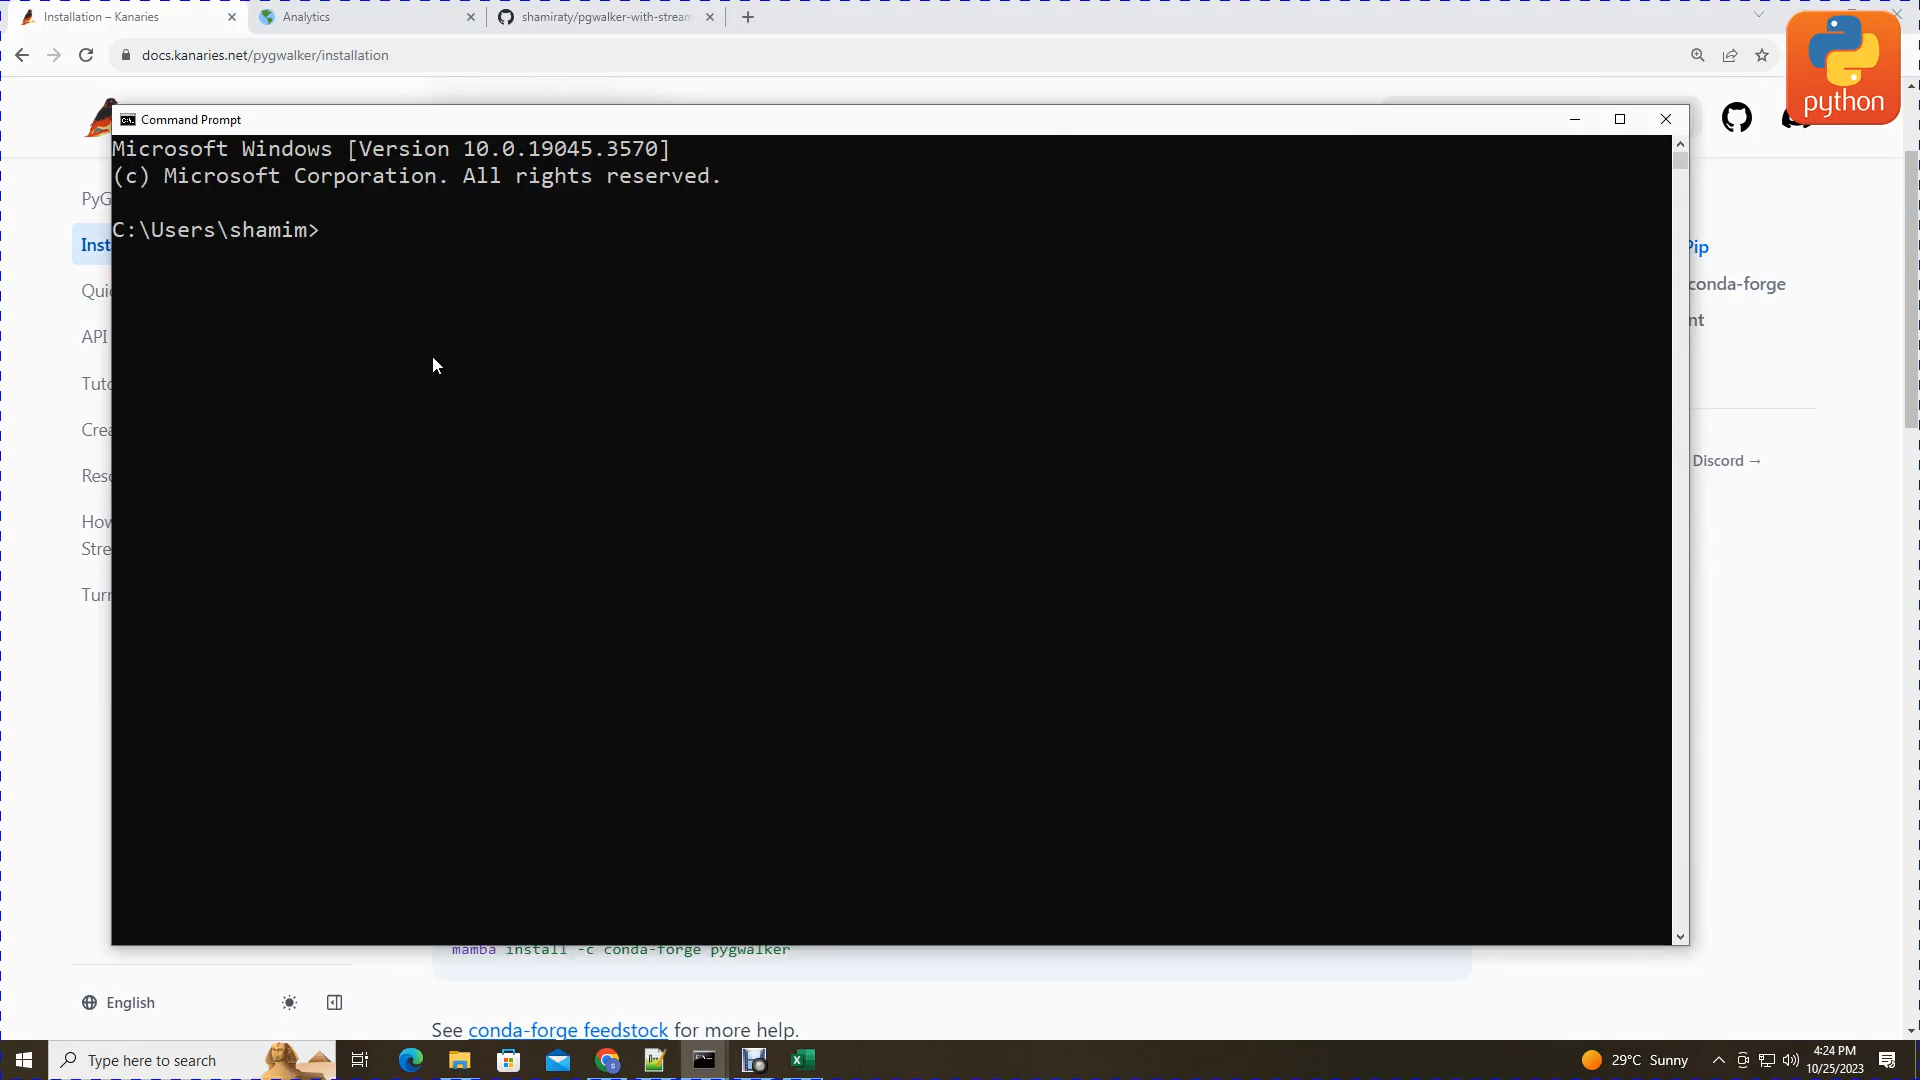 Installation – Kanaries
Analytics
shamiraty/pgwalker-with-stream
docs.kanaries.net/pygwalker/installation
python
Command Prompt
Microsoft Windows [Version 10.0.19045.3570]
(c) Microsoft Corporation. All rights reserved.
C:\Users\shamim>
PyG
Inst
Quic
API
Tuto
Crea
Reso
How
Stre
Turn
Pip
conda-forge
nt
Discord →
mamba install -c conda-forge pygwalker
English
See conda-forge feedstock for more help.
Type here to search
29°C Sunny
4:24 PM
10/25/2023